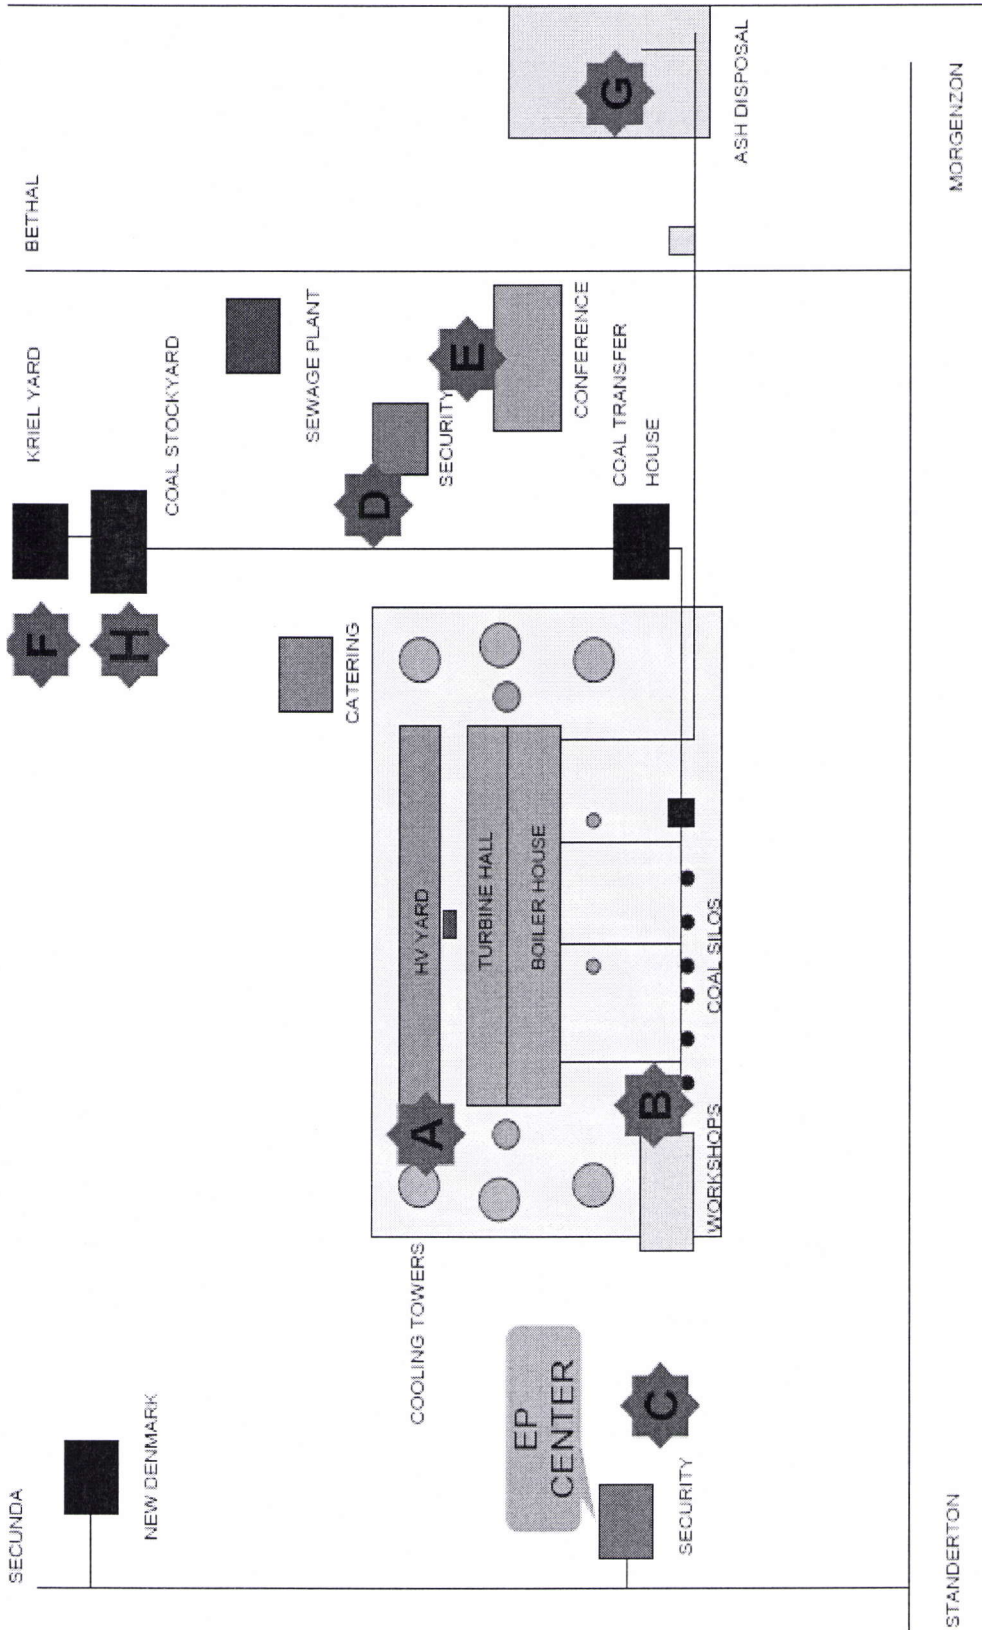 SECUNDA
NEW DENMARK
KRIEL YARD
BETHAL
F
H
COAL STOCKYARD
SEWAGE PLANT
CATERING
D
SECURITY
E
CONFERENCE
COOLING TOWERS
A
HV YARD
TURBINE HALL
BOILER HOUSE
EP
CENTER
C
SECURITY
B
WORKSHOPS
COAL SILOS
COAL TRANSFER
HOUSE
G
ASH DISPOSAL
STANDERTON
MORGENZON